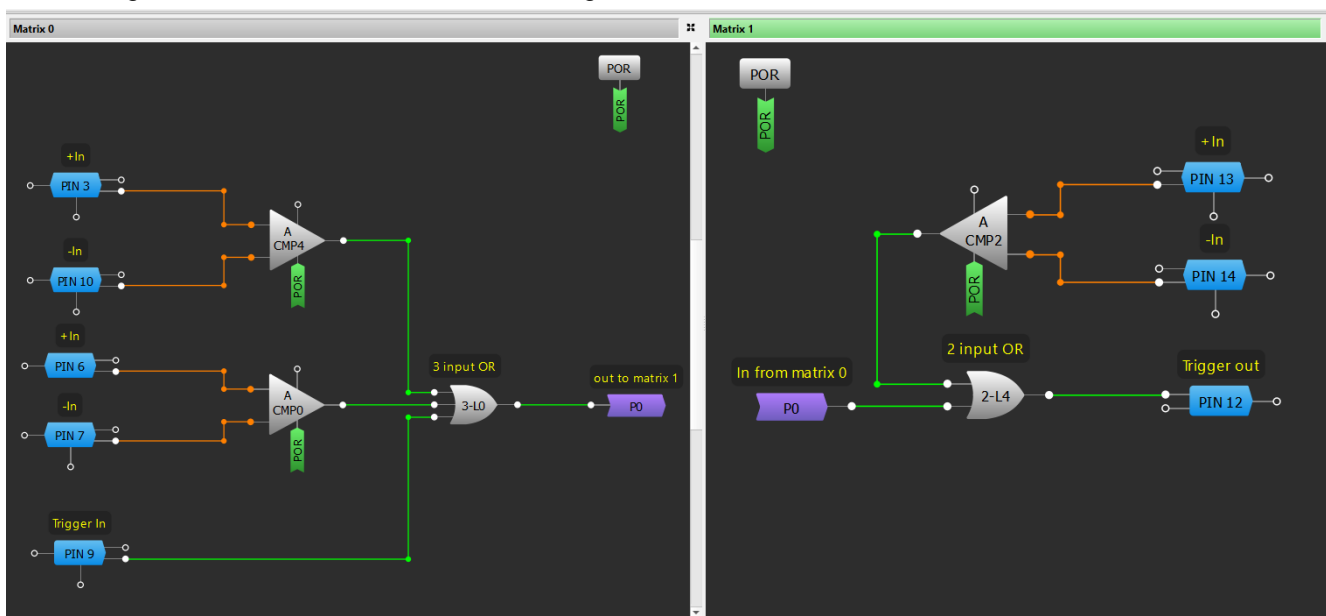 Matrix 0
POR
POR
+In
PIN 3
A
CMP4
-In
PIN 10
POR
+In
PIN 6
3 input OR
out to matrix 1
A
CMP0
3-L0
P0
-In
PIN 7
POR
Trigger In
PIN 9
Matrix 1
POR
POR
+In
PIN 13
A
CMP2
-In
PIN 14
POR
2 input OR
In from matrix 0
Trigger out
P0
2-L4
PIN 12